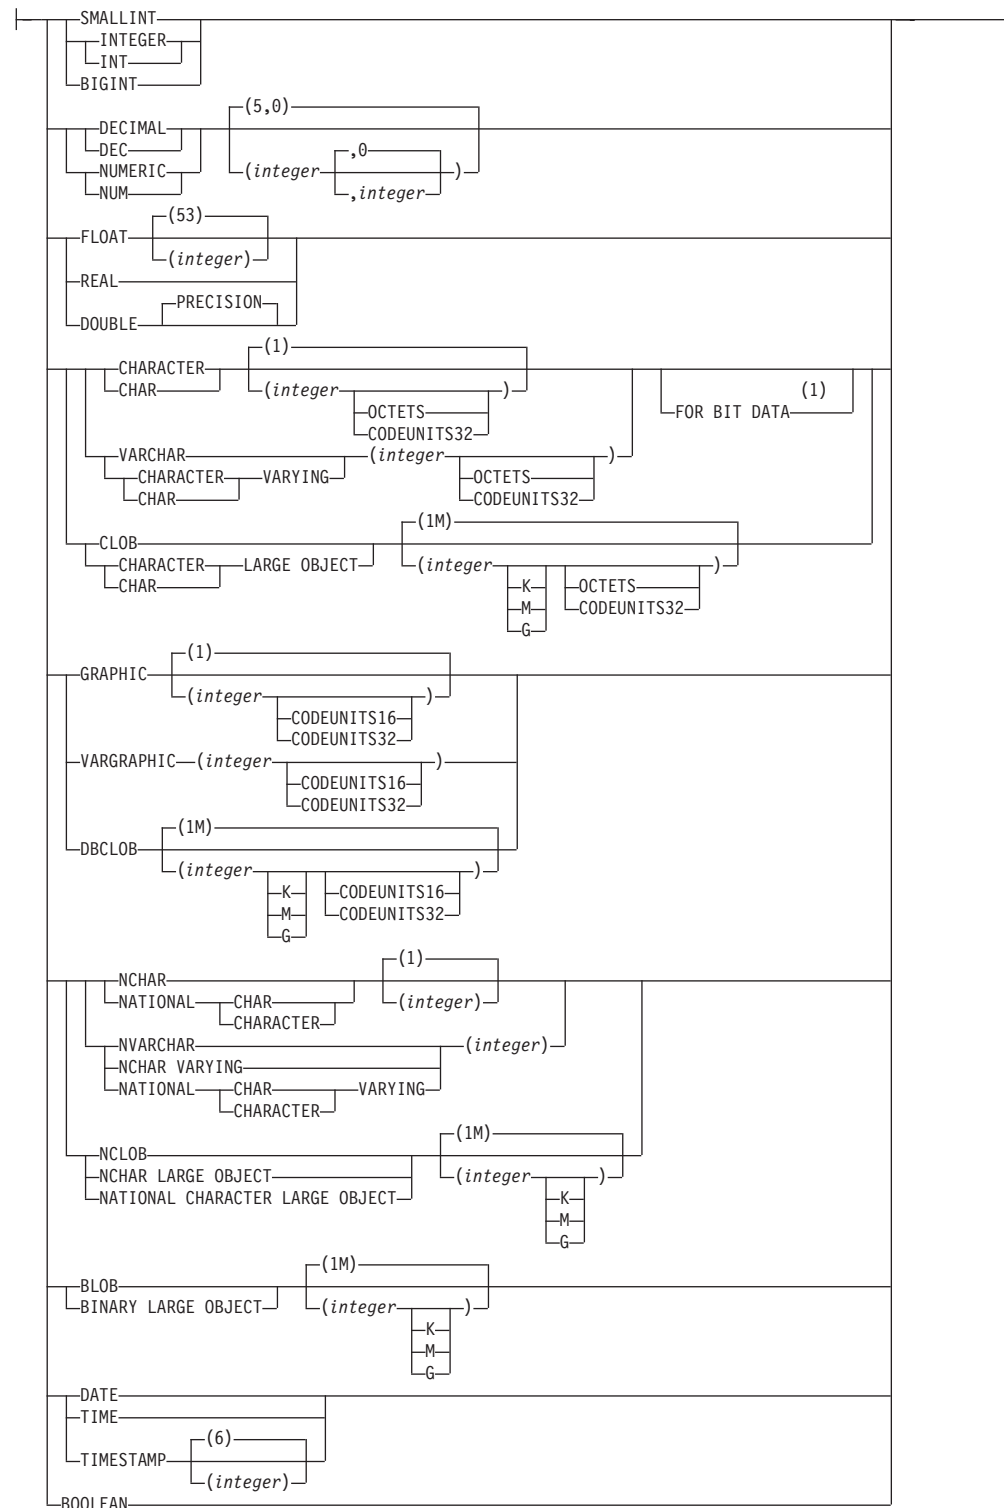 SMALLINT
INTEGER
INT
BIGINT
(5,0)
DECIMAL
DEC
,0
NUMERIC
(integer )
NUM
,integer
(53)
FLOAT
(integer)
REAL
PRECISION
DOUBLE
(1)
CHARACTER
CHAR
(integer )
(1)
OCTETS
FOR BIT DATA
CODEUNITS32
VARCHAR (integer )
CHARACTER VARYING
OCTETS
CHAR
CODEUNITS32
(1M)
CLOB
CHARACTER LARGE OBJECT (integer )
CHAR
K OCTETS
M CODEUNITS32
G
(1)
GRAPHIC
(integer )
CODEUNITS16
CODEUNITS32
VARGRAPHIC (integer )
CODEUNITS16
CODEUNITS32
(1M)
DBCLOB
(integer )
K CODEUNITS16
M CODEUNITS32
G
(1)
NCHAR
NATIONAL CHAR (integer)
CHARACTER
NVARCHAR (integer)
NCHAR VARYING
NATIONAL CHAR VARYING
CHARACTER
(1M)
NCLOB
NCHAR LARGE OBJECT (integer )
NATIONAL CHARACTER LARGE OBJECT K
M
G
(1M)
BLOB
BINARY LARGE OBJECT (integer )
K
M
G
DATE
TIME
(6)
TIMESTAMP
(integer)
BOOLEAN